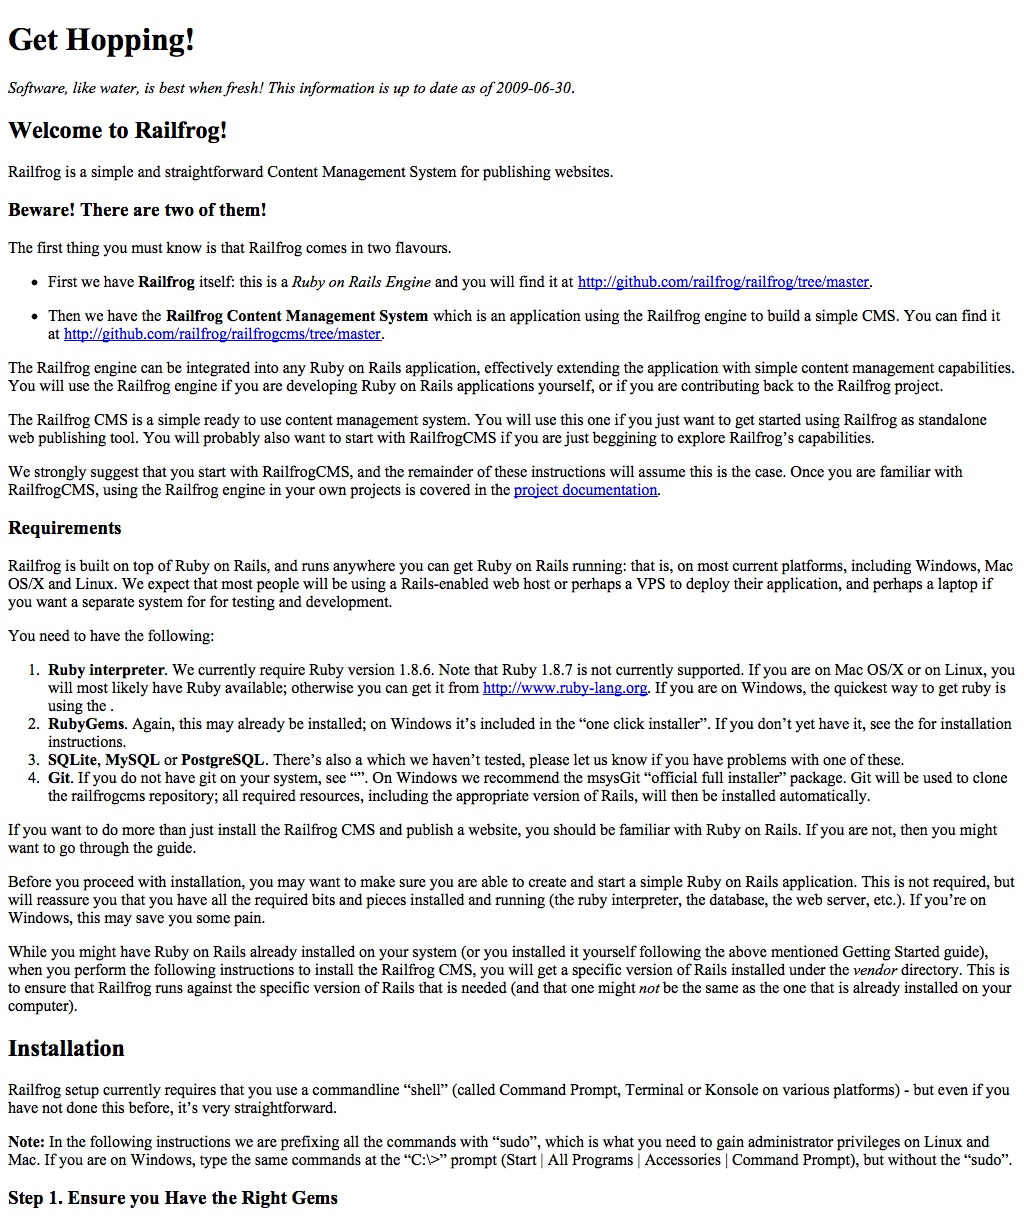 Get Hopping!
Software, like water, is best when fresh! This information is up to date as of 2009-06-30.
Welcome to Railfrog!
Railfrog is a simple and straightforward Content Management System for publishing websites.
Beware! There are two of them!
The first thing you must know is that Railfrog comes in two flavours.
• First we have Railfrog itself: this is a Ruby on Rails Engine and you will find it at http://github.com/railfrog/railfrog/tree/master.
• Then we have the Railfrog Content Management System which is an application using the Railfrog engine to build a simple CMS. You can find it
at http://github.com/railfrog/railfrogcms/tree/master.
The Railfrog engine can be integrated into any Ruby on Rails application, effectively extending the application with simple content management capabilities.
You will use the Railfrog engine if you are developing Ruby on Rails applications yourself, or if you are contributing back to the Railfrog project.
The Railfrog CMS is a simple ready to use content management system. You will use this one if you just want to get started using Railfrog as standalone
web publishing tool. You will probably also want to start with RailfrogCMS if you are just beggining to explore Railfrog’s capabilities.
We strongly suggest that you start with RailfrogCMS, and the remainder of these instructions will assume this is the case. Once you are familiar with
RailfrogCMS, using the Railfrog engine in your own projects is covered in the project documentation.
Requirements
Railfrog is built on top of Ruby on Rails, and runs anywhere you can get Ruby on Rails running: that is, on most current platforms, including Windows, Mac
OS/X and Linux. We expect that most people will be using a Rails-enabled web host or perhaps a VPS to deploy their application, and perhaps a laptop if
you want a separate system for for testing and development.
You need to have the following:
1. Ruby interpreter. We currently require Ruby version 1.8.6. Note that Ruby 1.8.7 is not currently supported. If you are on Mac OS/X or on Linux, you
will most likely have Ruby available; otherwise you can get it from http://www.ruby-lang.org. If you are on Windows, the quickest way to get ruby is
using the .
2. RubyGems. Again, this may already be installed; on Windows it’s included in the “one click installer”. If you don’t yet have it, see the for installation
instructions.
3. SQLite, MySQL or PostgreSQL. There’s also a which we haven’t tested, please let us know if you have problems with one of these.
4. Git. If you do not have git on your system, see “”. On Windows we recommend the msysGit “official full installer” package. Git will be used to clone
the railfrogcms repository; all required resources, including the appropriate version of Rails, will then be installed automatically.
If you want to do more than just install the Railfrog CMS and publish a website, you should be familiar with Ruby on Rails. If you are not, then you might
want to go through the guide.
Before you proceed with installation, you may want to make sure you are able to create and start a simple Ruby on Rails application. This is not required, but
will reassure you that you have all the required bits and pieces installed and running (the ruby interpreter, the database, the web server, etc.). If you’re on
Windows, this may save you some pain.
While you might have Ruby on Rails already installed on your system (or you installed it yourself following the above mentioned Getting Started guide),
when you perform the following instructions to install the Railfrog CMS, you will get a specific version of Rails installed under the vendor directory. This is
to ensure that Railfrog runs against the specific version of Rails that is needed (and that one might not be the same as the one that is already installed on your
computer).
Installation
Railfrog setup currently requires that you use a commandline “shell” (called Command Prompt, Terminal or Konsole on various platforms) - but even if you
have not done this before, it’s very straightforward.
Note: In the following instructions we are prefixing all the commands with “sudo”, which is what you need to gain administrator privileges on Linux and
Mac. If you are on Windows, type the same commands at the “C:\>” prompt (Start | All Programs | Accessories | Command Prompt), but without the “sudo”.
Step 1. Ensure you Have the Right Gems